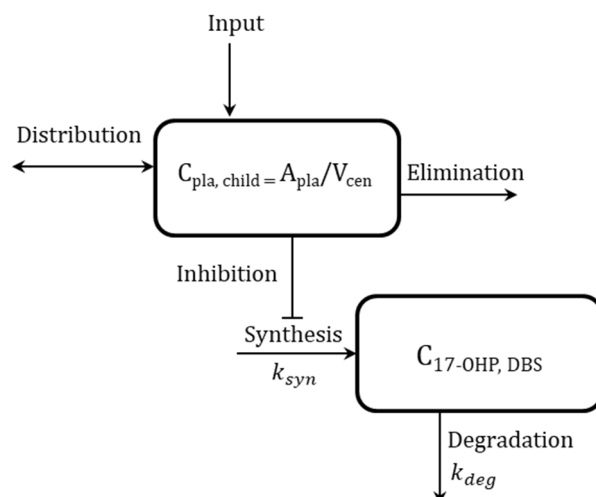 Input
Distribution
C_pla, child = A_pla/V_cen
Elimination
Inhibition
Synthesis
k_syn
C_17-OHP, DBS
Degradation
k_deg